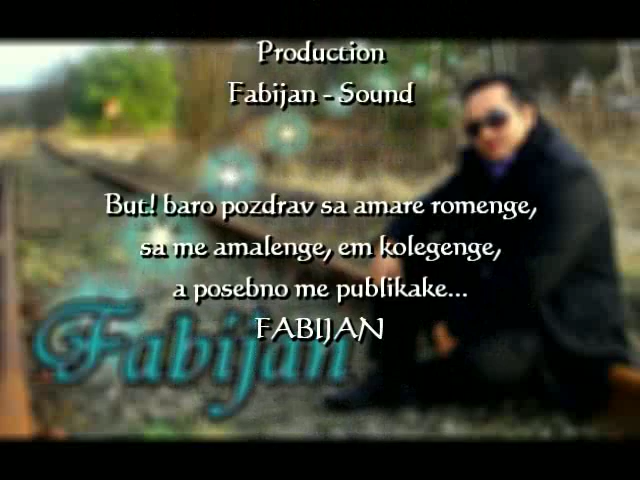 Production
Fabijan - Sound
But! baro pozdrav sa amare romenge,
sa me amalenge, em kolegenge,
a posebno me publikake...
FABIJAN
Fabijan